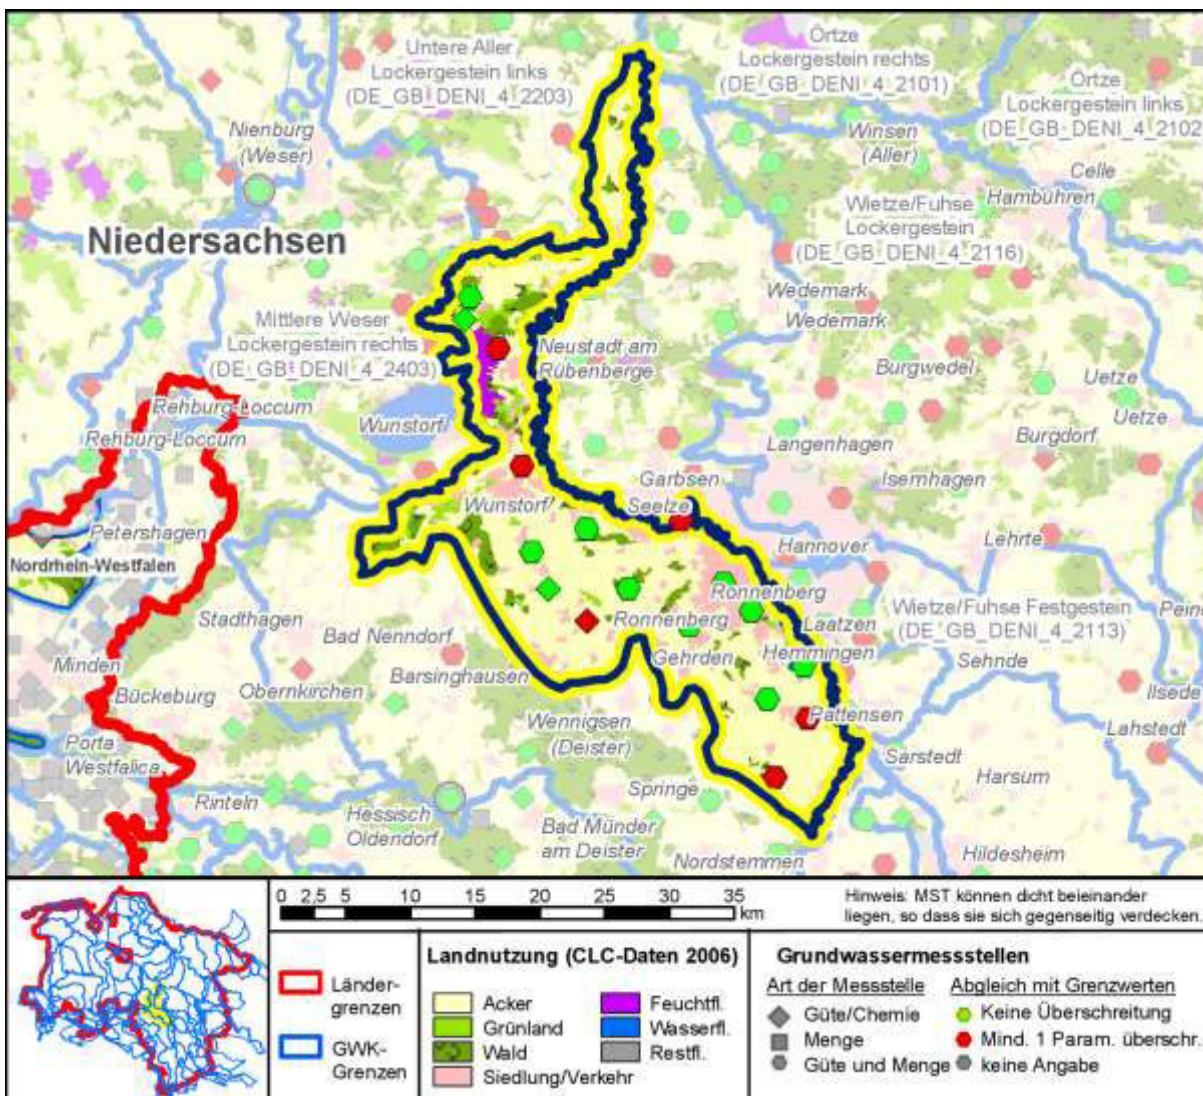 Untere Aller
Lockergestein links
(DE_GB_DENI_4_2203)
Örtze
Lockergestein rechts
(DE_GB_DENI_4_2101)
Örtze
Lockergestein links
(DE_GB_DENI_4_2102
Nienburg
(Weser)
Winsen
(Aller)
Celle
Hambühren
Niedersachsen
Wietze/Fuhse
Lockergestein
(DE_GB_DENI_4_2116)
Wedemark
Wedemark
Mittlere Weser
Lockergestein rechts
(DE_GB_DENI_4_2403)
Neustadt am
Rübenberge
Burgwedel
Uetze
Uetze
Rehburg-Loccum
Rehburg-Loccum
Wunstorf
Langenhagen
Burgdorf
Isernhagen
Garbsen
Seelze
Wunstorf
Petershagen
Hannover
Lehrte
Nordrhein-Westfalen
Stadthagen
Ronnenberg
Ronnenberg
Laatzen
Wietze/Fuhse Festgestein
(DE_GB_DENI_4_2113)
Pein
Bad Nenndorf
Gehrden
Hemmingen
Sehnde
Minden
Bückeburg
Obernkirchen
Barsinghausen
Ilsede
Wennigsen
(Deister)
Pattensen
Lahstedt
Porta
Westfalica
Sarstedt
Harsum
Rinteln
Hessisch
Oldendorf
Springe
Bad Münder
am Deister
Nordstemmen
Hildesheim
0 2,5 5 10 15 20 25 30 35
km
Hinweis: MST können dicht beieinander
liegen, so dass sie sich gegenseitig verdecken.
Länder-
grenzen
GWK-
Grenzen
Landnutzung (CLC-Daten 2006)
Acker
Grünland
Wald
Siedlung/Verkehr
Feuchtfl.
Wasserfl.
Restfl.
Grundwassermessstellen
Art der Messstelle
Güte/Chemie
Menge
Güte und Menge
Abgleich mit Grenzwerten
Keine Überschreitung
Mind. 1 Param. überschr.
keine Angabe